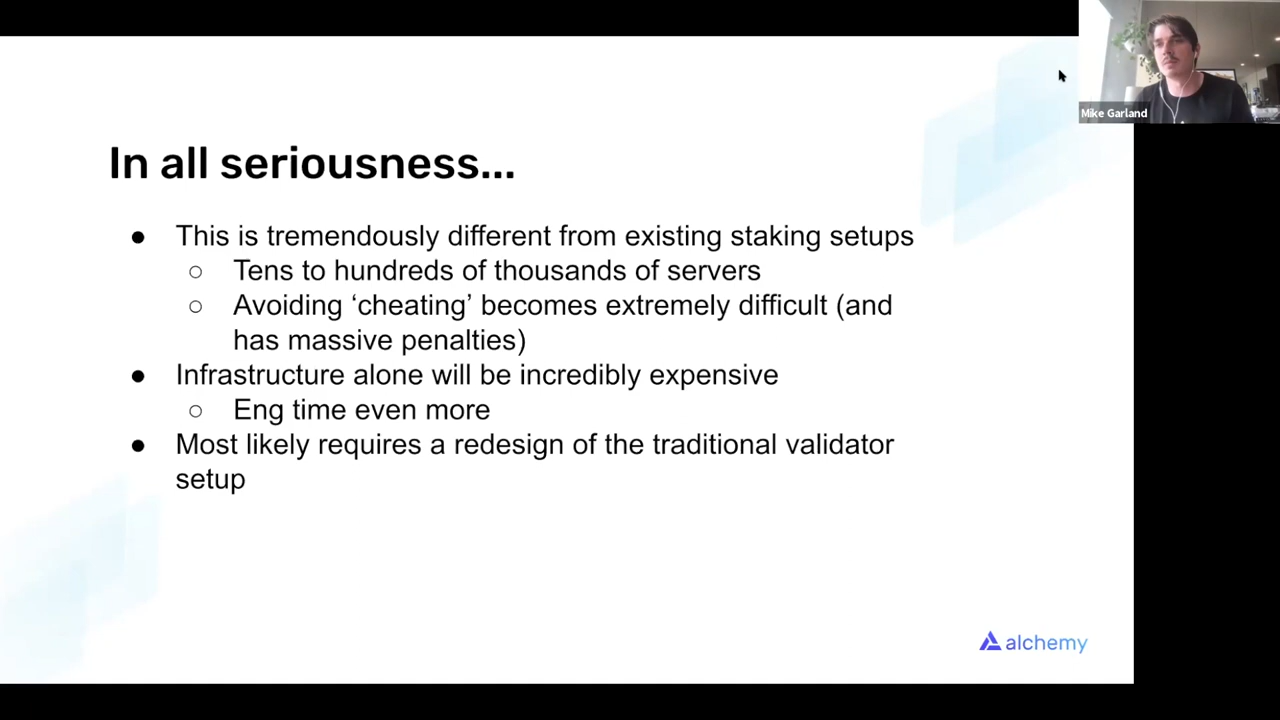 Mike Garland
In all seriousness...
● This is tremendously different from existing staking setups
○ Tens to hundreds of thousands of servers
○ Avoiding ‘cheating’ becomes extremely difficult (and
has massive penalties)
● Infrastructure alone will be incredibly expensive
○ Eng time even more
● Most likely requires a redesign of the traditional validator
setup
alchemy